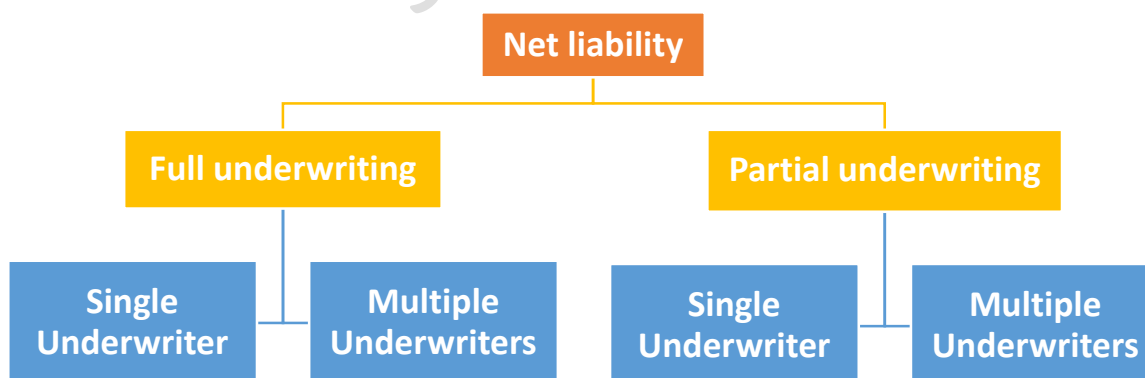 Net liability
Full underwriting
Partial underwriting
Single
Underwriter
Multiple
Underwriters
Single
Underwriter
Multiple
Underwriters